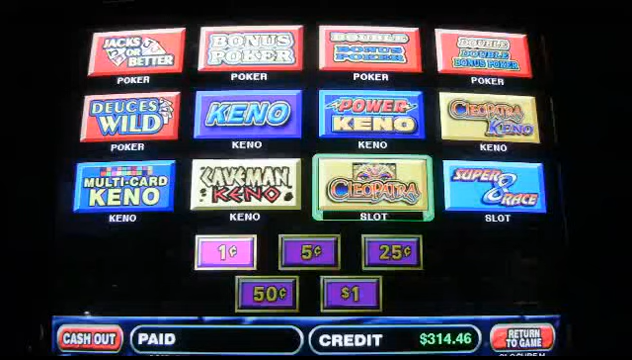 JACKS OR BETTER
BONUS POKER
DOUBLE BONUS POKER
DOUBLE DOUBLE BONUS POKER
POKER
POKER
POKER
POKER
DEUCES WILD
KENO
POWER KENO
CLEOPATRA KENO
POKER
KENO
KENO
KENO
MULTI-CARD KENO
CAVEMAN KENO
CLEOPATRA
SUPER 8 RACE
KENO
KENO
SLOT
SLOT
1¢
5¢
25¢
50¢
$1
CASH OUT
PAID
CREDIT
$314.46
RETURN TO GAME